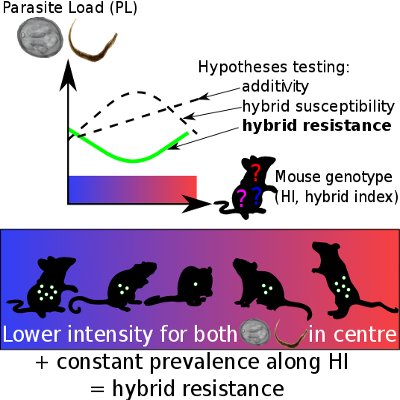 Parasite Load (PL)
Hypotheses testing:
additivity
hybrid susceptibility
hybrid resistance
? ? ?
Mouse genotype
(HI, hybrid index)
Lower intensity for both in centre
+ constant prevalence along HI
= hybrid resistance